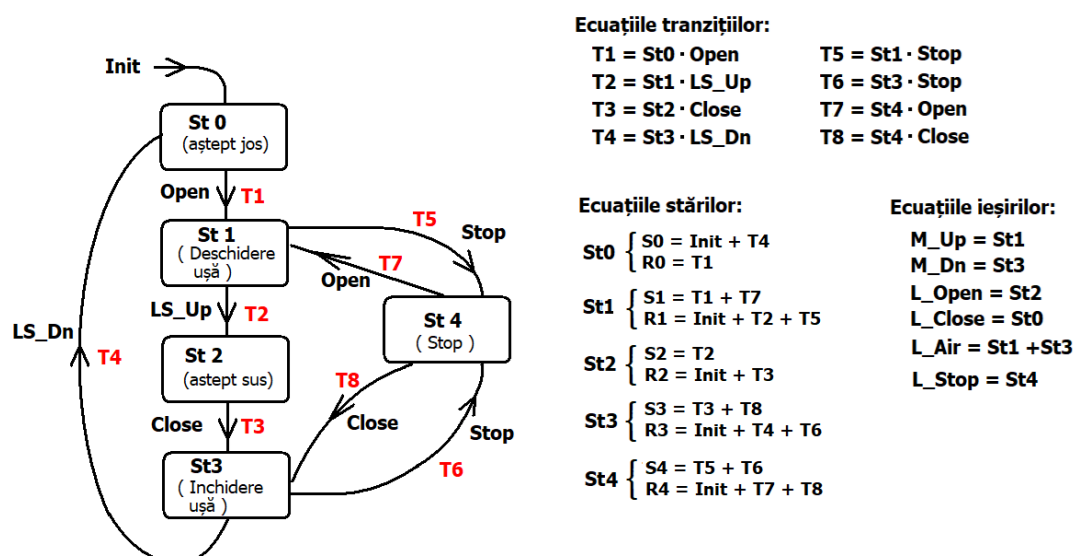 Init
St 0
(aștept jos)
Open T1
St 1
( Deschidere
ușă )
T5
Stop
T7
Open
LS_Up T2
St 4
( Stop )
LS_Dn
T4
St 2
(astept sus)
T8
Close
Close T3
Stop
T6
St3
( Inchidere
ușă )
Ecuațiile tranzițiilor:
T1 = St0 · Open
T2 = St1 · LS_Up
T3 = St2 · Close
T4 = St3 · LS_Dn
T5 = St1 · Stop
T6 = St3 · Stop
T7 = St4 · Open
T8 = St4 · Close
Ecuațiile stărilor:
St0 { S0 = Init + T4
R0 = T1
St1 { S1 = T1 + T7
R1 = Init + T2 + T5
St2 { S2 = T2
R2 = Init + T3
St3 { S3 = T3 + T8
R3 = Init + T4 + T6
St4 { S4 = T5 + T6
R4 = Init + T7 + T8
Ecuațiile ieșirilor:
M_Up = St1
M_Dn = St3
L_Open = St2
L_Close = St0
L_Air = St1 +St3
L_Stop = St4